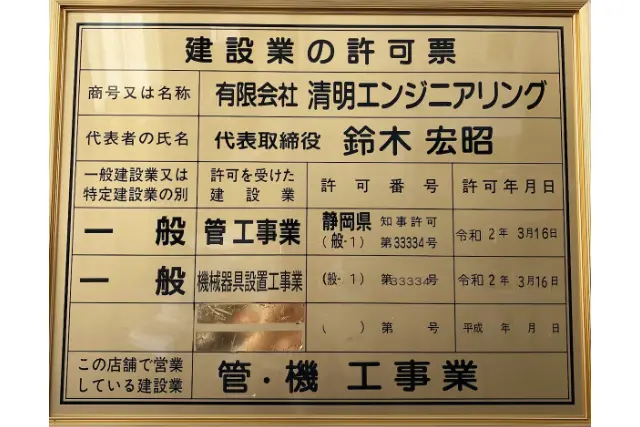 建設業の許可票
商号又は名称 有限会社 清明エンジニアリング
代表者の氏名 代表取締役 鈴木 宏昭
一般建設業又は
特定建設業の別
許可を受けた
建設業
許可番号
許可年月日
一般 管工事業
静岡県 知事許可
(般-1) 第33334号
令和 2年 3月16日
一般 機械器具設置工事業 (般-1) 第33334号 令和 2年 3月16日
( ) 第 号 平成 年 月 日
この店舗で営業
している建設業
管・機 工事業